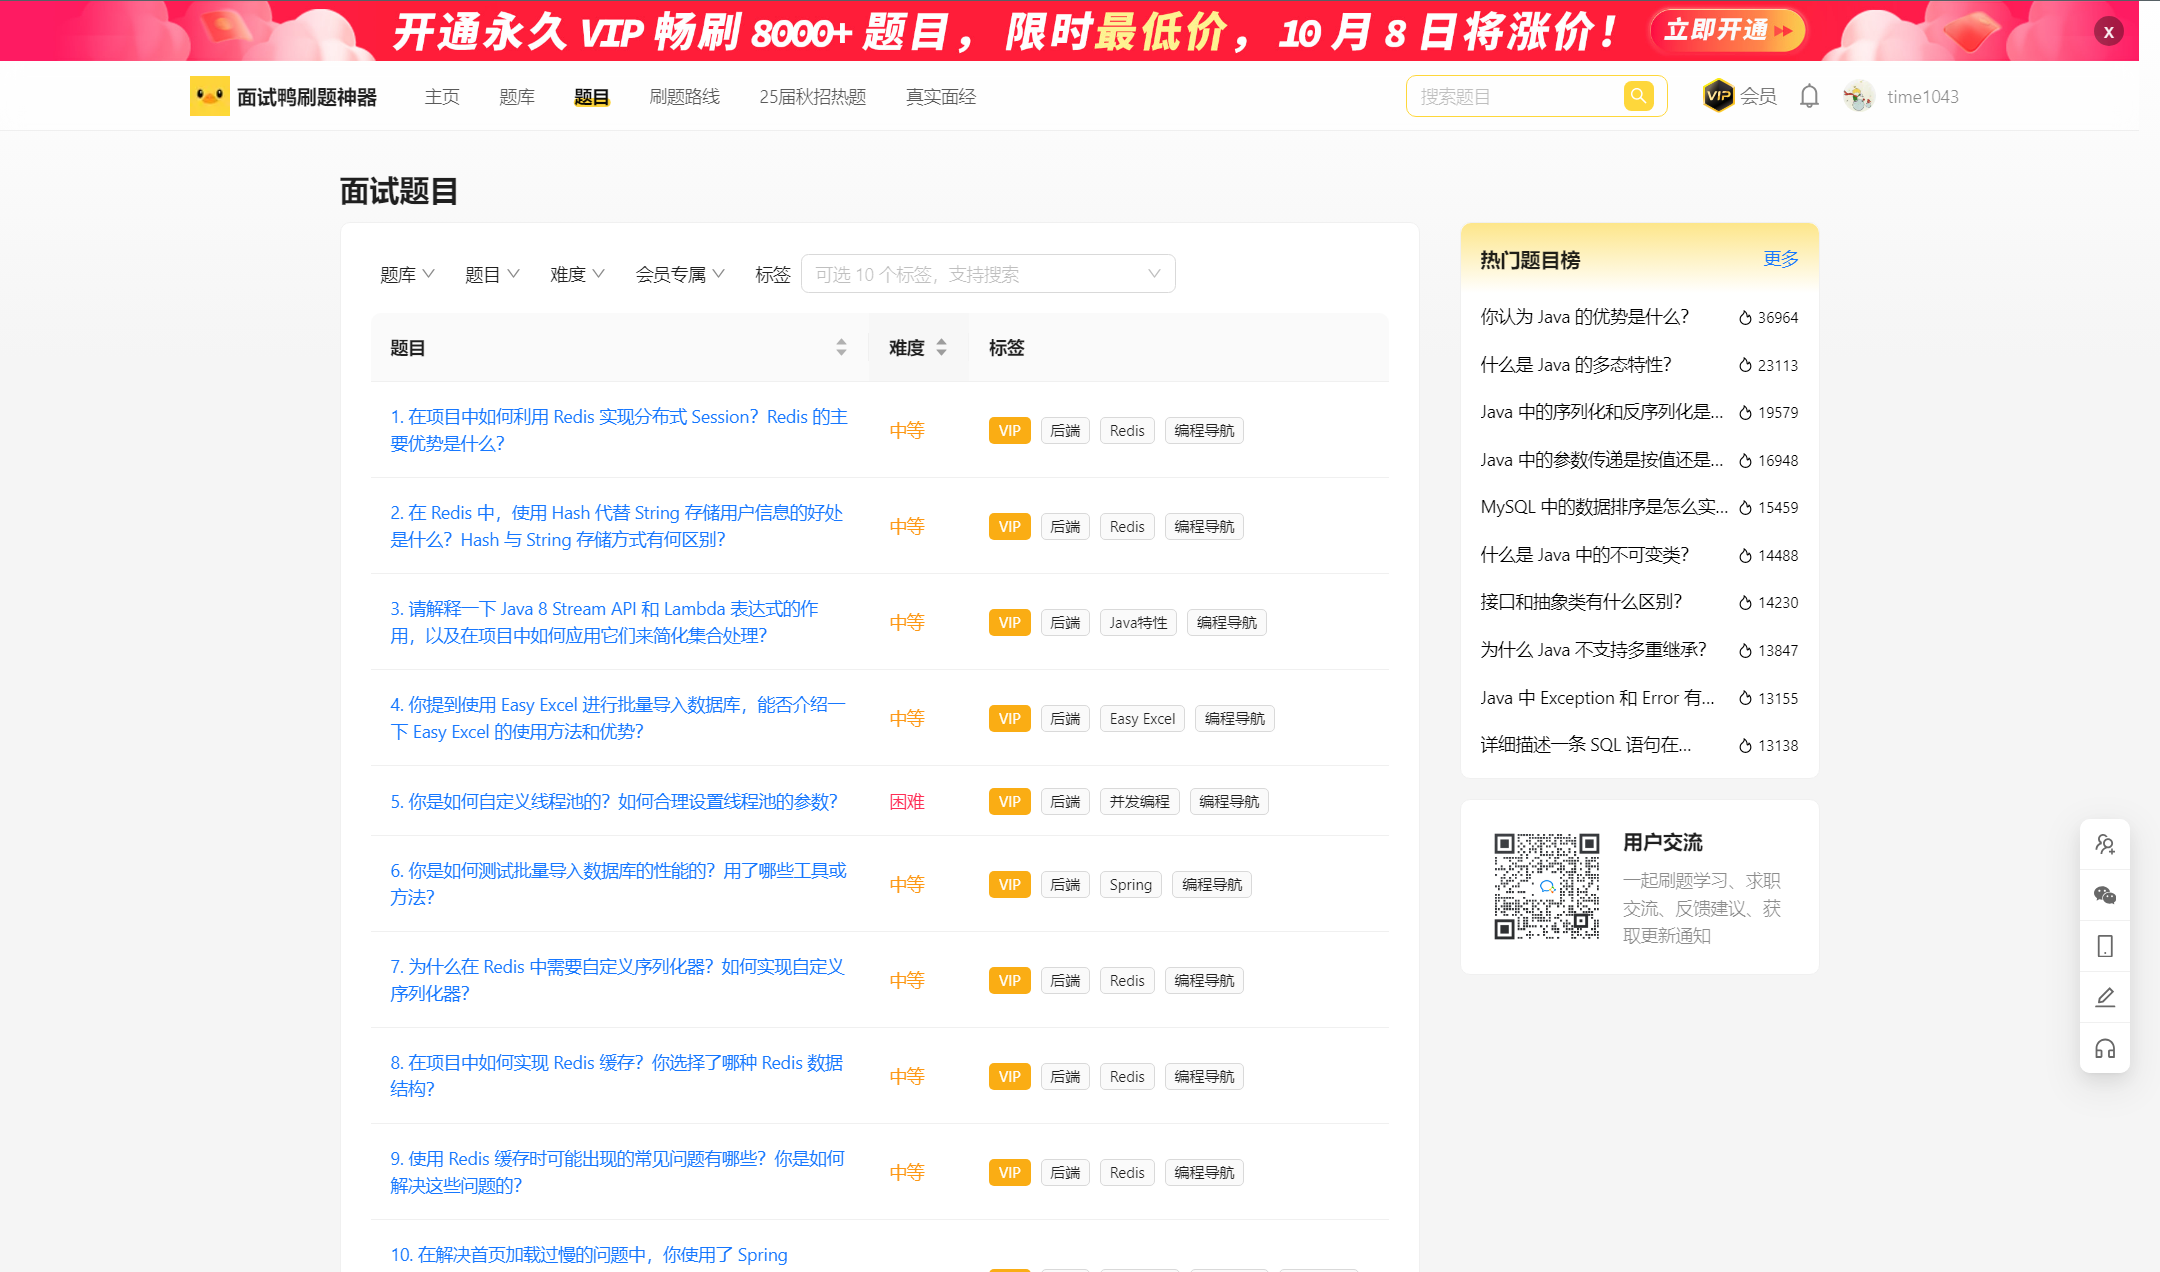 开通永久 VIP 畅刷 8000+ 题目，限时最低价，10 月 8 日将涨价！ 立即开通
x
面试鸭刷题神器 主页 题库 题目 刷题路线 25届秋招热题 真实面经 搜索题目 VIP 会员 time1043
面试题目
题库 题目 难度 会员专属 标签 可选 10 个标签，支持搜索
题目 难度 标签
1. 在项目中如何利用 Redis 实现分布式 Session？Redis 的主
要优势是什么？
中等 VIP 后端 Redis 编程导航
2. 在 Redis 中，使用 Hash 代替 String 存储用户信息的好处
是什么？Hash 与 String 存储方式有何区别？
中等 VIP 后端 Redis 编程导航
3. 请解释一下 Java 8 Stream API 和 Lambda 表达式的作
用，以及在项目中如何应用它们来简化集合处理？
中等 VIP 后端 Java特性 编程导航
4. 你提到使用 Easy Excel 进行批量导入数据库，能否介绍一
下 Easy Excel 的使用方法和优势？
中等 VIP 后端 Easy Excel 编程导航
5. 你是如何自定义线程池的？如何合理设置线程池的参数？
困难 VIP 后端 并发编程 编程导航
6. 你是如何测试批量导入数据库的性能的？用了哪些工具或
方法？
中等 VIP 后端 Spring 编程导航
7. 为什么在 Redis 中需要自定义序列化器？如何实现自定义
序列化器？
中等 VIP 后端 Redis 编程导航
8. 在项目中如何实现 Redis 缓存？你选择了哪种 Redis 数据
结构？
中等 VIP 后端 Redis 编程导航
9. 使用 Redis 缓存时可能出现的常见问题有哪些？你是如何
解决这些问题的？
中等 VIP 后端 Redis 编程导航
10. 在解决首页加载过慢的问题中，你使用了 Spring
热门题目榜 更多
你认为 Java 的优势是什么？ 36964
什么是 Java 的多态特性？ 23113
Java 中的序列化和反序列化是... 19579
Java 中的参数传递是按值还是... 16948
MySQL 中的数据排序是怎么实... 15459
什么是 Java 中的不可变类？ 14488
接口和抽象类有什么区别？ 14230
为什么 Java 不支持多重继承？ 13847
Java 中 Exception 和 Error 有... 13155
详细描述一条 SQL 语句在... 13138
用户交流
一起刷题学习、求职
交流、反馈建议、获
取更新通知